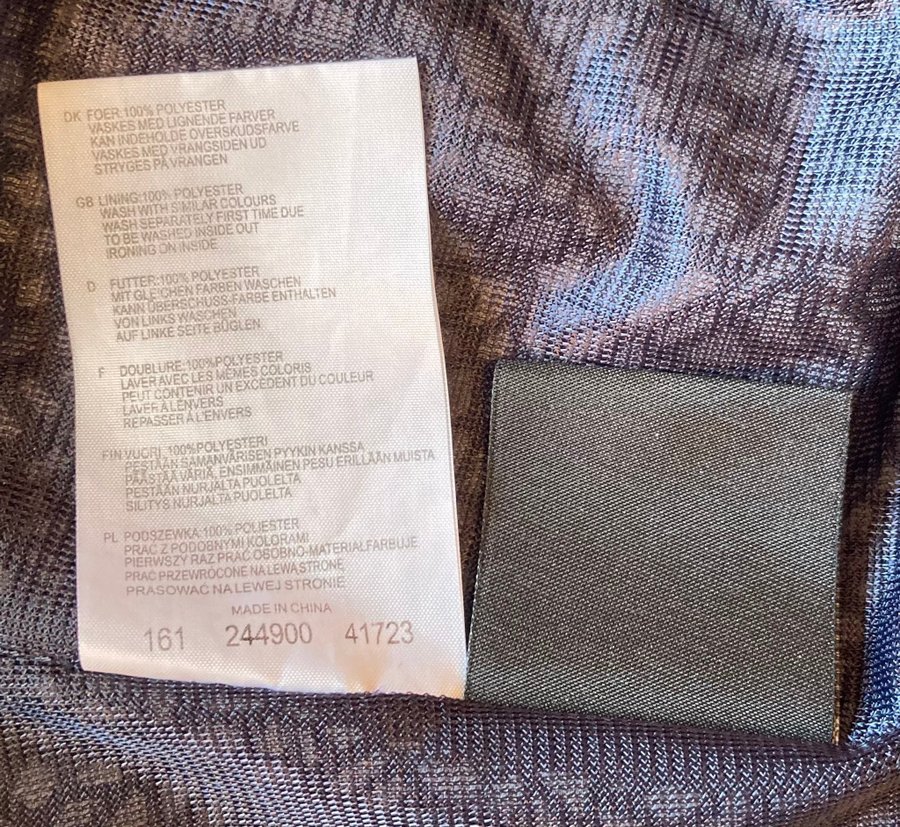 DK FOER:100% POLYESTER
VASKES MED LIGNENDE FARVER
KAN INDEHOLDE OVERSKUDSFARVE
VASKES MED VRANGSIDEN UD
STRYGES PÅ VRANGEN
GB LINING:100% POLYESTER
WASH WITH SIMILAR COLOURS
WASH SEPARATELY FIRST TIME DUE
TO BE WASHED INSIDE OUT
IRONING ON INSIDE
D FUTTER:100% POLYESTER
MIT GLEICHEN FARBEN WASCHEN
KANN ÜBERSCHUSS-FARBE ENTHALTEN
VON LINKS WASCHEN
AUF LINKE SEITE BÜGLEN
F DOUBLURE:100%POLYESTER
LAVER AVEC LES MÊMES COLORIS
PEUT CONTENIR UN EXCÉDENT DU COULEUR
LAVER À L'ENVERS
REPASSER À L'ENVERS
FIN VUORI, 100%POLYESTERI
PESTÄÄN SAMANVÄRISEN PYYKIN KANSSA
PÄÄSTÄÄ VÄRIÄ, ENSIMMÄINEN PESU ERILLÄÄN MUISTA
PESTÄÄN NURJALTA PUOLELTA
SILITYS NURJALTA PUOLELTA
PL PODSZEWKA:100% POLIESTER
PRAĆ Z PODOBNYMI KOLORAMI
PIERWSZY RAZ PRAĆ OSOBNO-MATERIALFARBUJE
PRAĆ PRZEWRÓCONE NA LEWA STRONĘ
PRASOWAĆ NA LEWEJ STRONIE
MADE IN CHINA
161 244900 41723